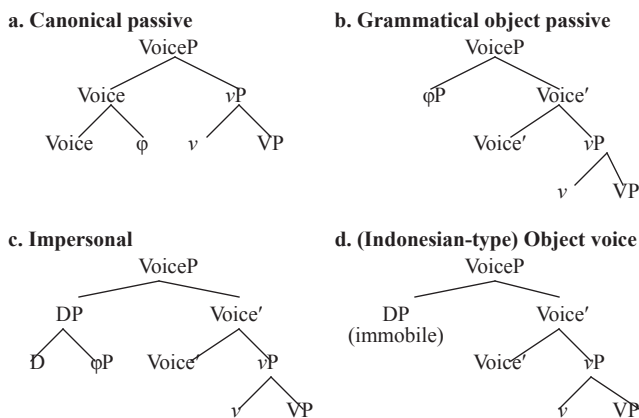 a. Canonical passive b. Grammatical object passive
VoiceP VoiceP
Voice vP φP Voice′
Voice φ v VP Voice′ vP
v VP
c. Impersonal d. (Indonesian-type) Object voice
VoiceP VoiceP
DP Voice′ DP Voice′
(immobile)
D φP Voice′ vP Voice′ vP
v VP v VP